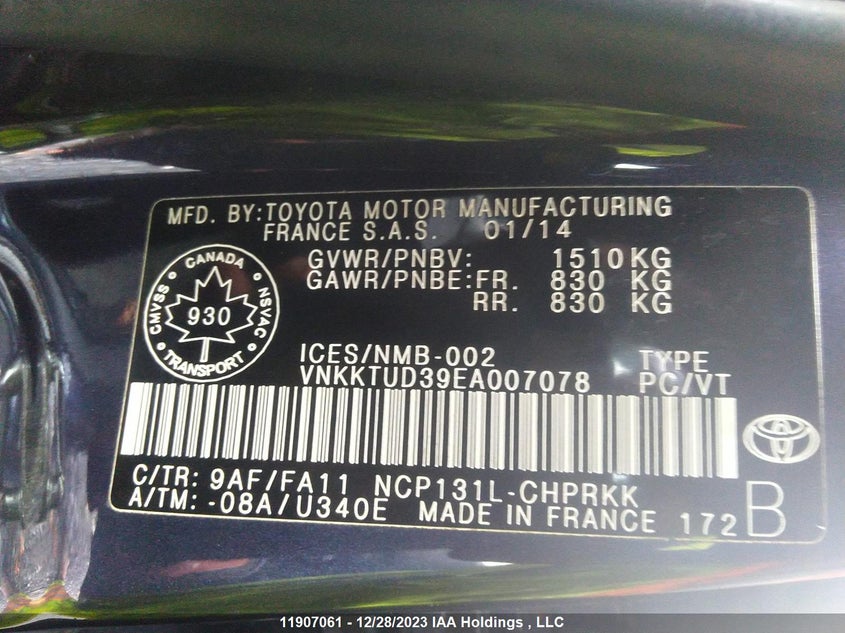 MFD. BY:TOYOTA MOTOR MANUFACTURING
FRANCE S.A.S. 01/14
GVWR/PNBV: 1510KG
GAWR/PNBE:FR. 830 KG
RR. 830 KG
CANADA
CMVSS
NSVAC
930
TRANSPORT
ICES/NMB-002 TYPE
VNKKTUD39EA007078 PC/VT
C/TR: 9AF/FA11 NCP131L-CHPRKK
A/TM: -08A/U340E MADE IN FRANCE 172 B
11907061 - 12/28/2023 IAA Holdings , LLC